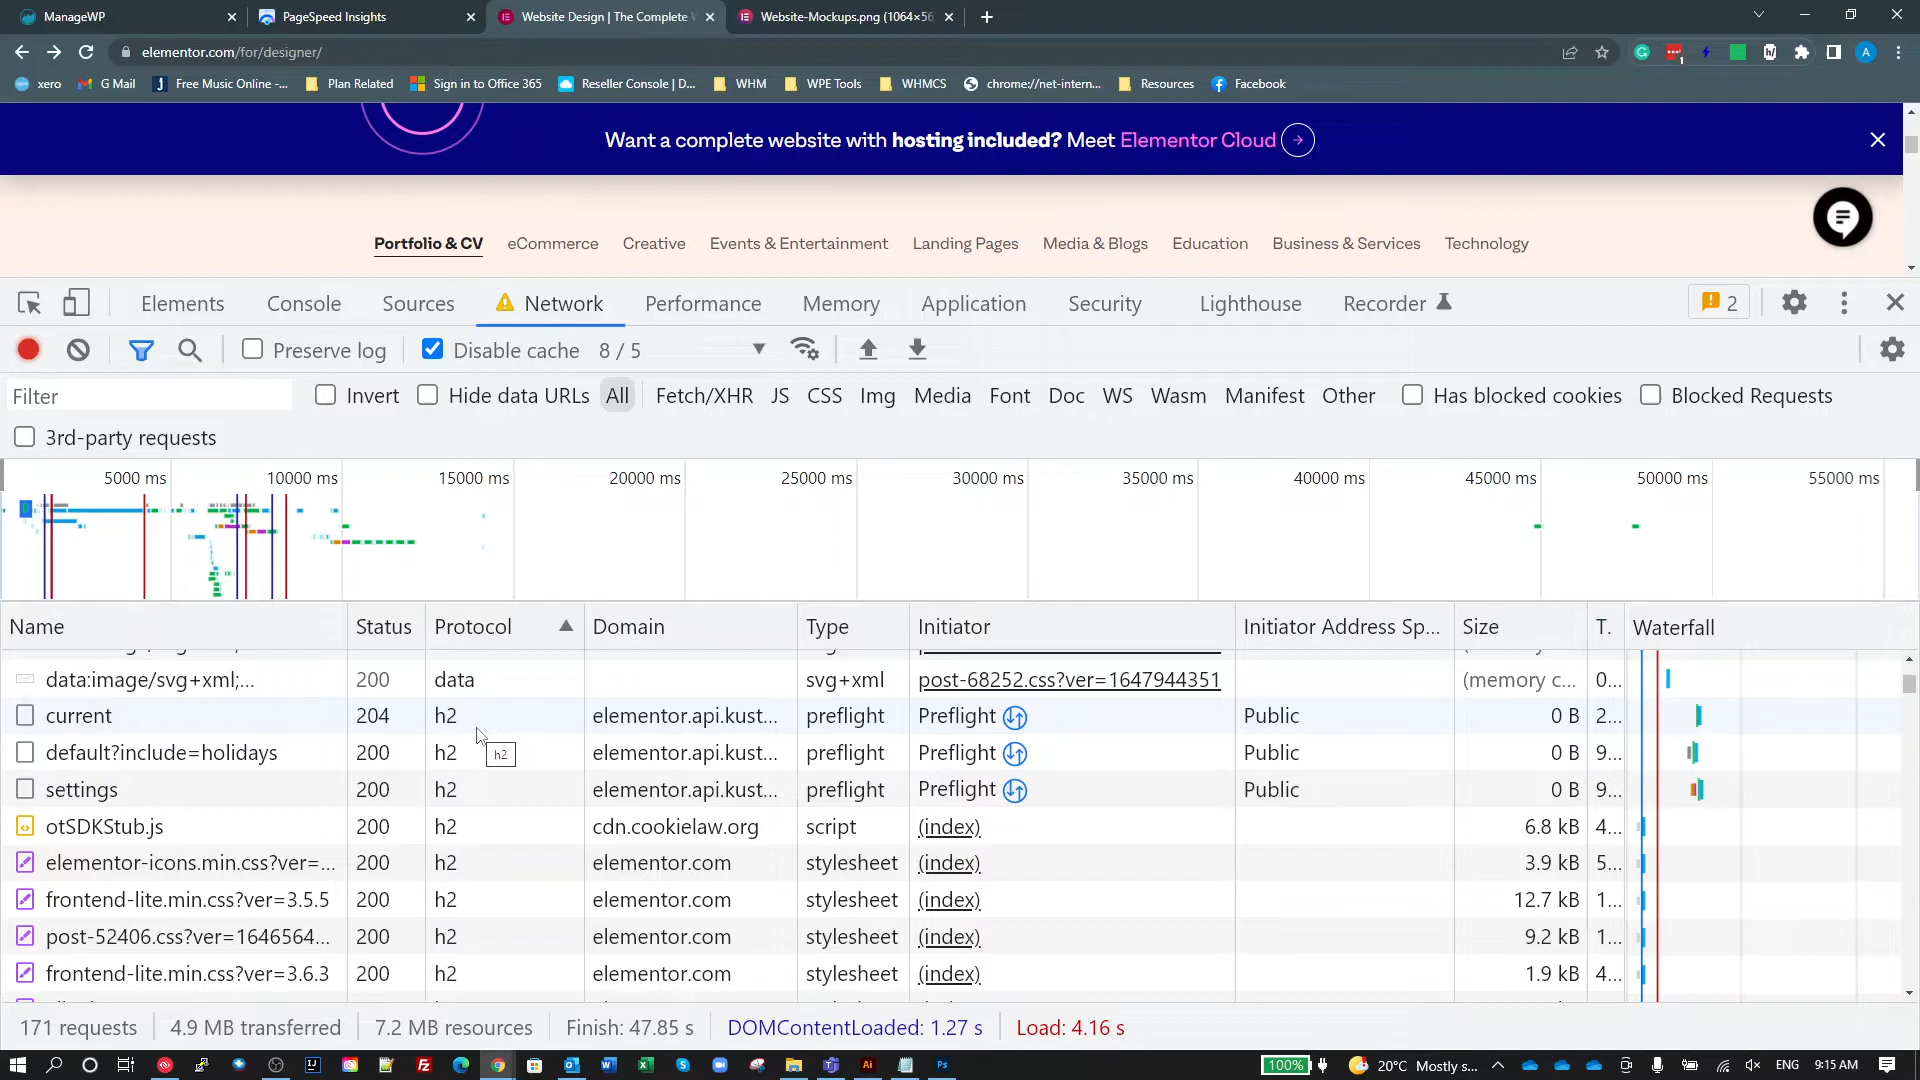 ManageWP
PageSpeed Insights
Website Design | The Complete W
Website-Mockups.png (1064×56
elementor.com/for/designer/
xero
G Mail
Free Music Online -...
Plan Related
Sign in to Office 365
Reseller Console | D...
WHM
WPE Tools
WHMCS
chrome://net-intern...
Resources
Facebook
Want a complete website with hosting included? Meet Elementor Cloud
Portfolio & CV
eCommerce
Creative
Events & Entertainment
Landing Pages
Media & Blogs
Education
Business & Services
Technology
Elements
Console
Sources
Network
Performance
Memory
Application
Security
Lighthouse
Recorder
2
Preserve log
Disable cache
8 / 5
Filter
Invert
Hide data URLs
All
Fetch/XHR
JS
CSS
Img
Media
Font
Doc
WS
Wasm
Manifest
Other
Has blocked cookies
Blocked Requests
3rd-party requests
5000 ms
10000 ms
15000 ms
20000 ms
25000 ms
30000 ms
35000 ms
40000 ms
45000 ms
50000 ms
55000 ms
Name Status Protocol Domain Type Initiator Initiator Address Sp... Size T. Waterfall
data:image/svg+xml;... 200 data svg+xml post-68252.css?ver=1647944351 (memory c... 0...
current 204 h2 elementor.api.kust... preflight Preflight Public 0 B 2...
default?include=holidays 200 h2 elementor.api.kust... preflight Preflight Public 0 B 9...
h2
settings 200 h2 elementor.api.kust... preflight Preflight Public 0 B 9...
otSDKStub.js 200 h2 cdn.cookielaw.org script (index) 6.8 kB 4...
elementor-icons.min.css?ver=... 200 h2 elementor.com stylesheet (index) 3.9 kB 5...
frontend-lite.min.css?ver=3.5.5 200 h2 elementor.com stylesheet (index) 12.7 kB 1...
post-52406.css?ver=1646564... 200 h2 elementor.com stylesheet (index) 9.2 kB 1...
frontend-lite.min.css?ver=3.6.3 200 h2 elementor.com stylesheet (index) 1.9 kB 4...
171 requests
4.9 MB transferred
7.2 MB resources
Finish: 47.85 s
DOMContentLoaded: 1.27 s
Load: 4.16 s
100%
20°C Mostly s...
ENG
9:15 AM